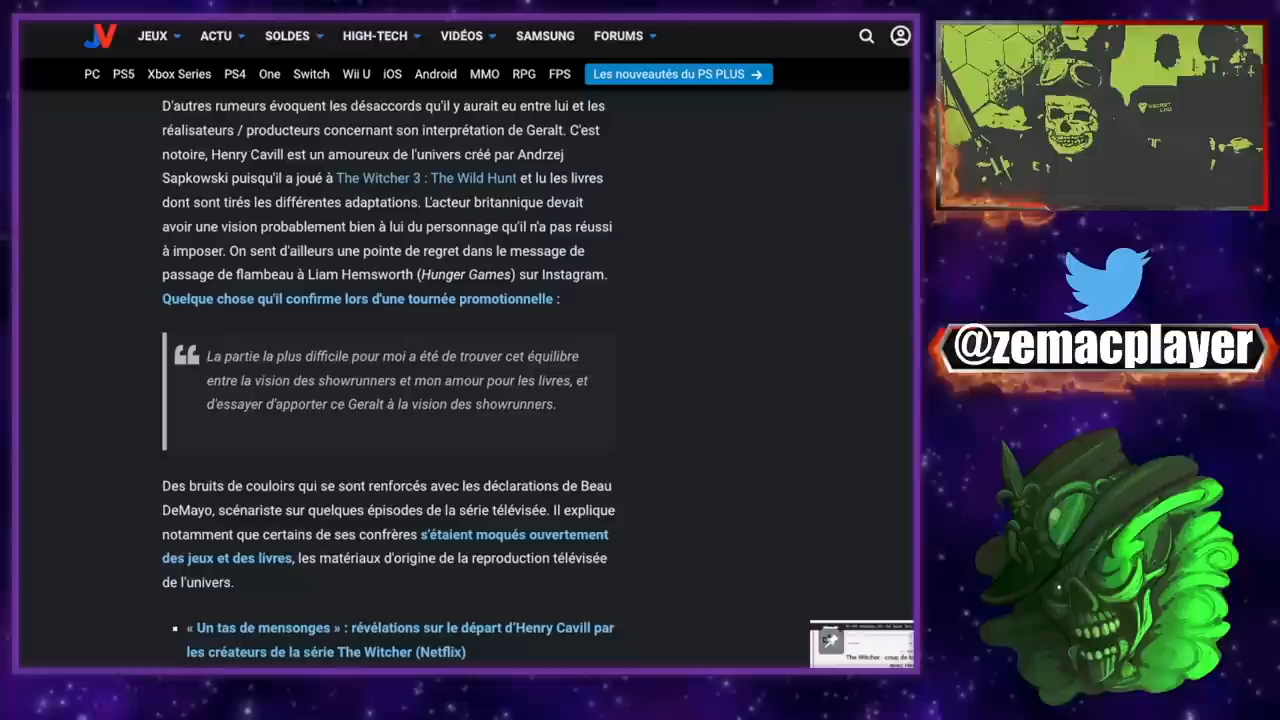 JV JEUX ACTU SOLDES HIGH-TECH VIDÉOS SAMSUNG FORUMS
PC PS5 Xbox Series PS4 One Switch Wii U iOS Android MMO RPG FPS Les nouveautés du PS PLUS →
D'autres rumeurs évoquent les désaccords qu'il y aurait eu entre lui et les
réalisateurs / producteurs concernant son interprétation de Geralt. C'est
notoire, Henry Cavill est un amoureux de l'univers créé par Andrzej
Sapkowski puisqu'il a joué à The Witcher 3 : The Wild Hunt et lu les livres
dont sont tirés les différentes adaptations. L'acteur britannique devait
avoir une vision probablement bien à lui du personnage qu'il n'a pas réussi
à imposer. On sent d'ailleurs une pointe de regret dans le message de
passage de flambeau à Liam Hemsworth (Hunger Games) sur Instagram.
Quelque chose qu'il confirme lors d'une tournée promotionnelle :
La partie la plus difficile pour moi a été de trouver cet équilibre
entre la vision des showrunners et mon amour pour les livres, et
d'essayer d'apporter ce Geralt à la vision des showrunners.
Des bruits de couloirs qui se sont renforcés avec les déclarations de Beau
DeMayo, scénariste sur quelques épisodes de la série télévisée. Il explique
notamment que certains de ses confrères s'étaient moqués ouvertement
des jeux et des livres, les matériaux d'origine de la reproduction télévisée
de l'univers.
« Un tas de mensonges » : révélations sur le départ d'Henry Cavill par
les créateurs de la série The Witcher (Netflix)
The Witcher : coup de
@zemacplayer